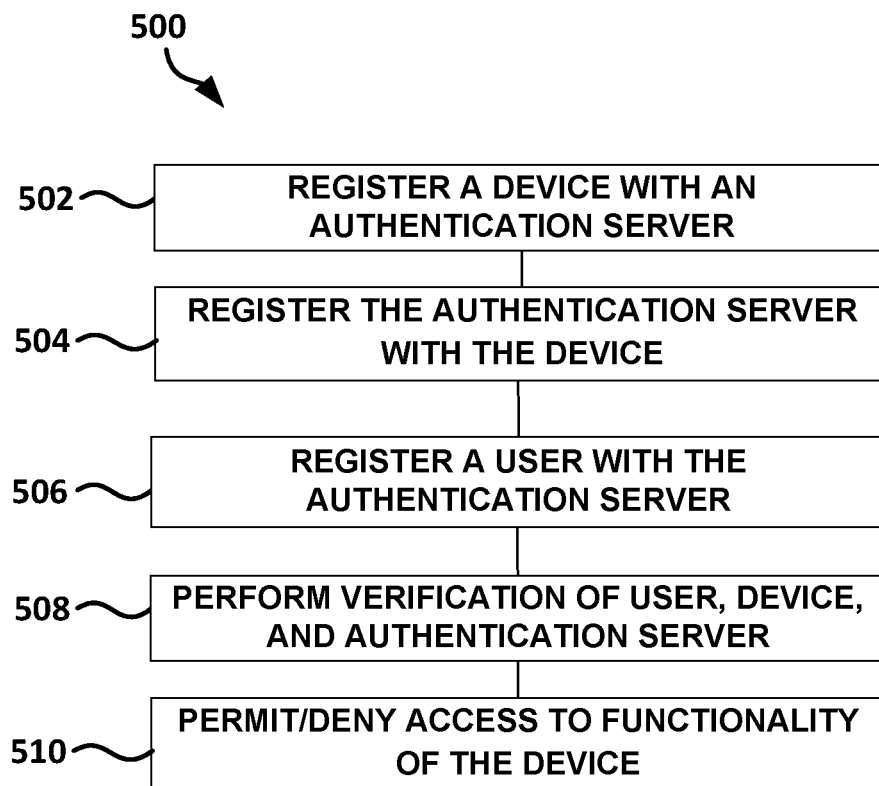 500
502
REGISTER A DEVICE WITH AN
AUTHENTICATION SERVER
504
REGISTER THE AUTHENTICATION SERVER
WITH THE DEVICE
506
REGISTER A USER WITH THE
AUTHENTICATION SERVER
508
PERFORM VERIFICATION OF USER, DEVICE,
AND AUTHENTICATION SERVER
510
PERMIT/DENY ACCESS TO FUNCTIONALITY
OF THE DEVICE